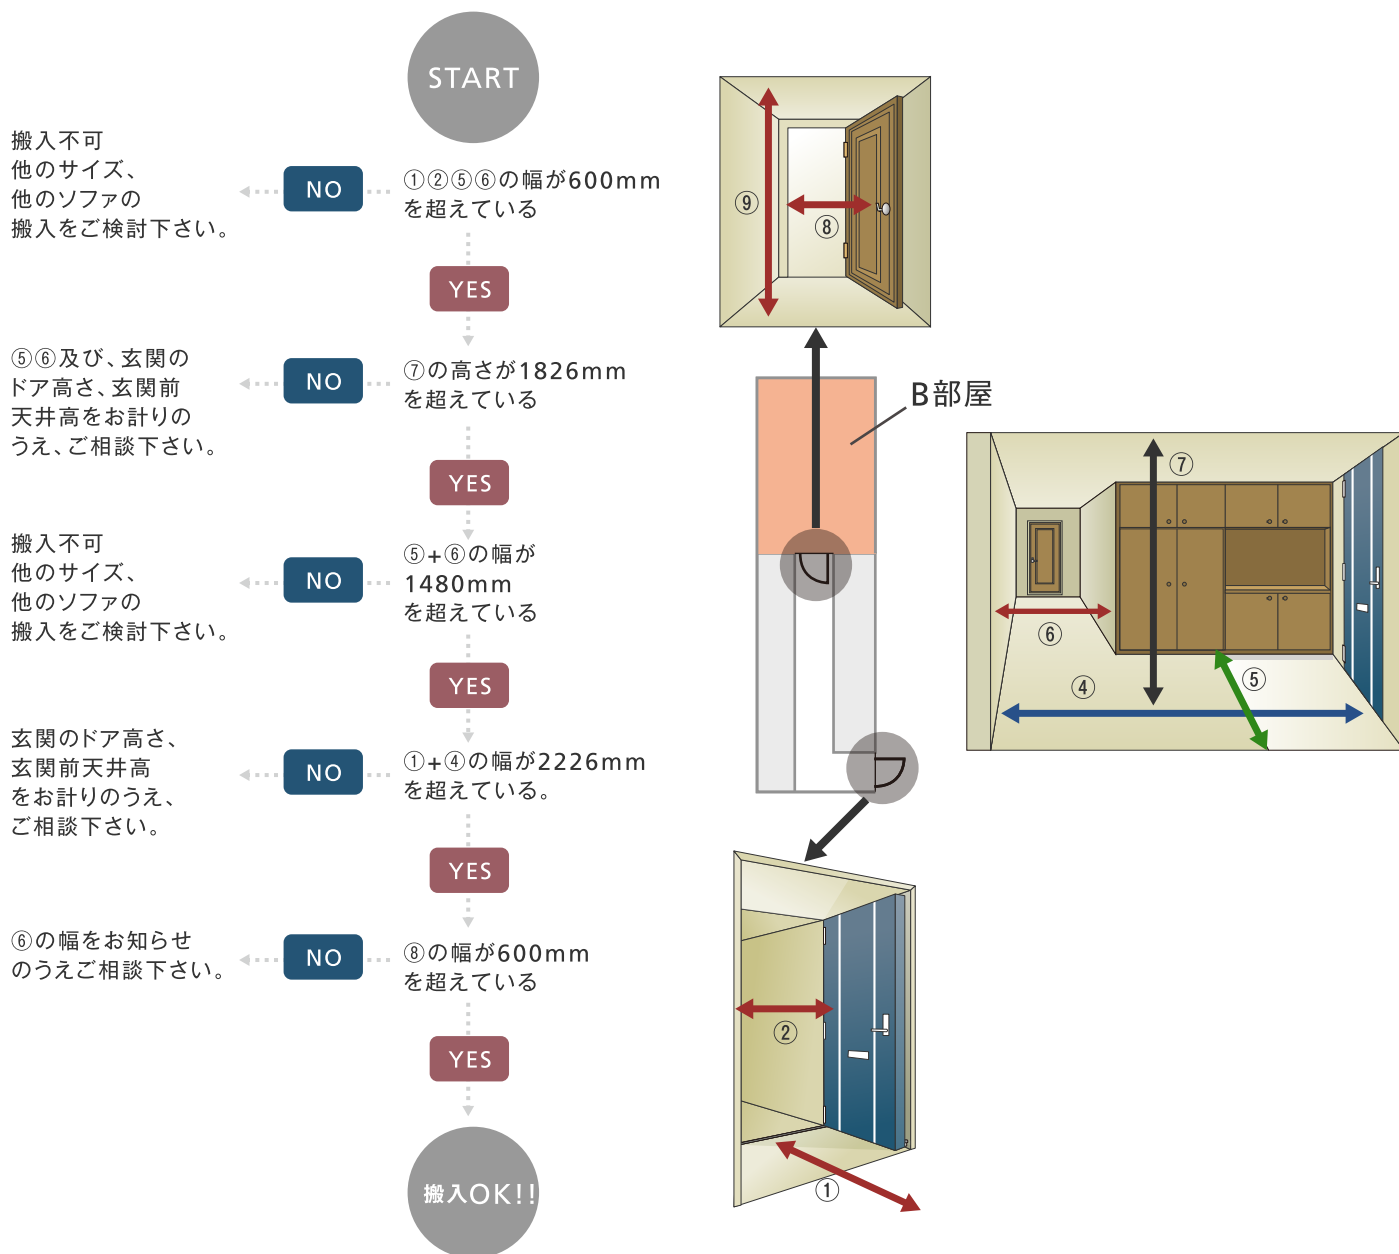 START
①②⑤⑥の幅が600mm
を超えている
NO
搬入不可
他のサイズ、
他のソファの
搬入をご検討下さい。
YES
⑦の高さが1826mm
を超えている
NO
⑤⑥及び、玄関の
ドア高さ、玄関前
天井高をお計りの
うえ、ご相談下さい。
YES
⑤+⑥の幅が
1480mm
を超えている
NO
搬入不可
他のサイズ、
他のソファの
搬入をご検討下さい。
YES
①+④の幅が2226mm
を超えている。
NO
玄関のドア高さ、
玄関前天井高
をお計りのうえ、
ご相談下さい。
YES
⑧の幅が600mm
を超えている
NO
⑥の幅をお知らせ
のうえご相談下さい。
YES
搬入OK!!
⑨
⑧
B部屋
⑦
⑥
④
⑤
②
①